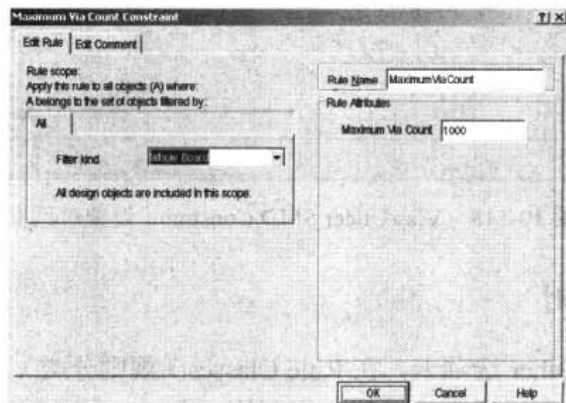 Maximum Via Count Constraint
Edit Rule
Edit Comment
Rule scope:
Apply this rule to all objects (A) where:
A belongs to the set of objects filtered by:
All
Filter kind
Whole Board
All design objects are included in this scope.
Rule Name
MaximumViaCount
Rule Attributes
Maximum Via Count
1000
OK
Cancel
Help